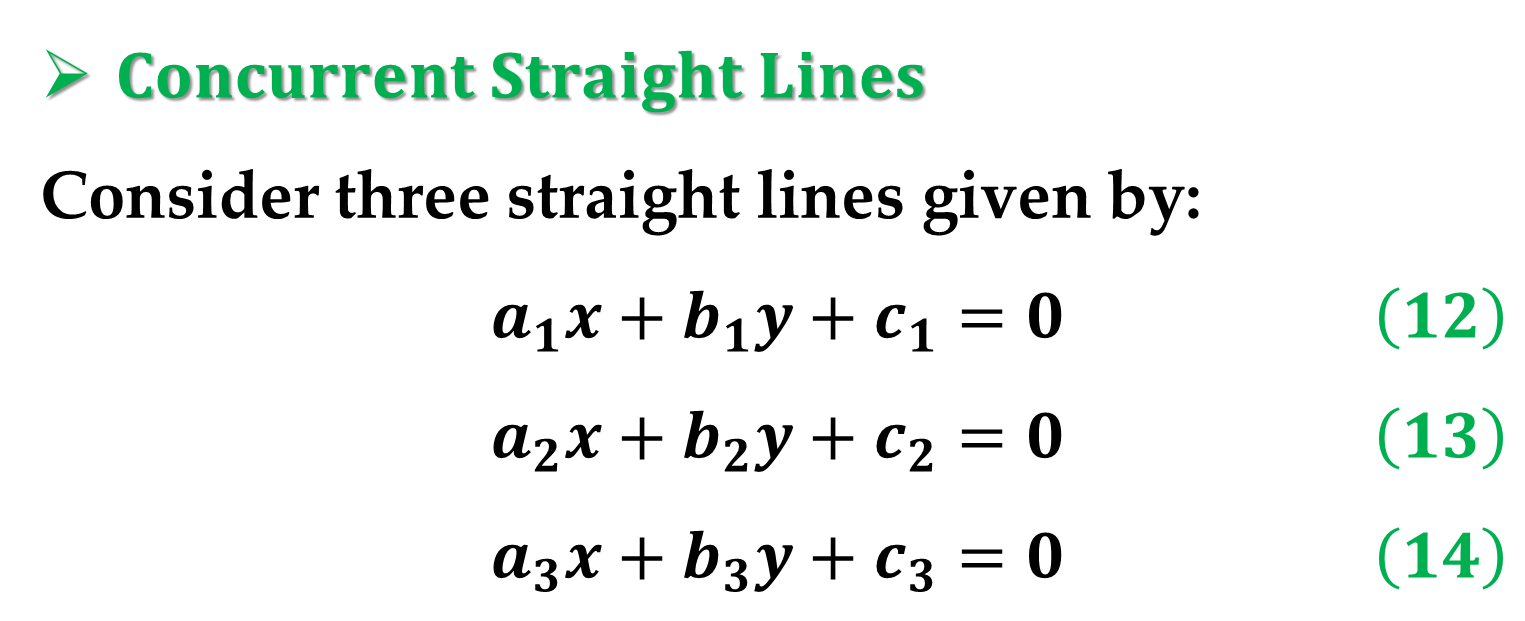 ➢ Concurrent Straight Lines
Consider three straight lines given by:
a₁x + b₁y + c₁ = 0 (12)
a₂x + b₂y + c₂ = 0 (13)
a₃x + b₃y + c₃ = 0 (14)